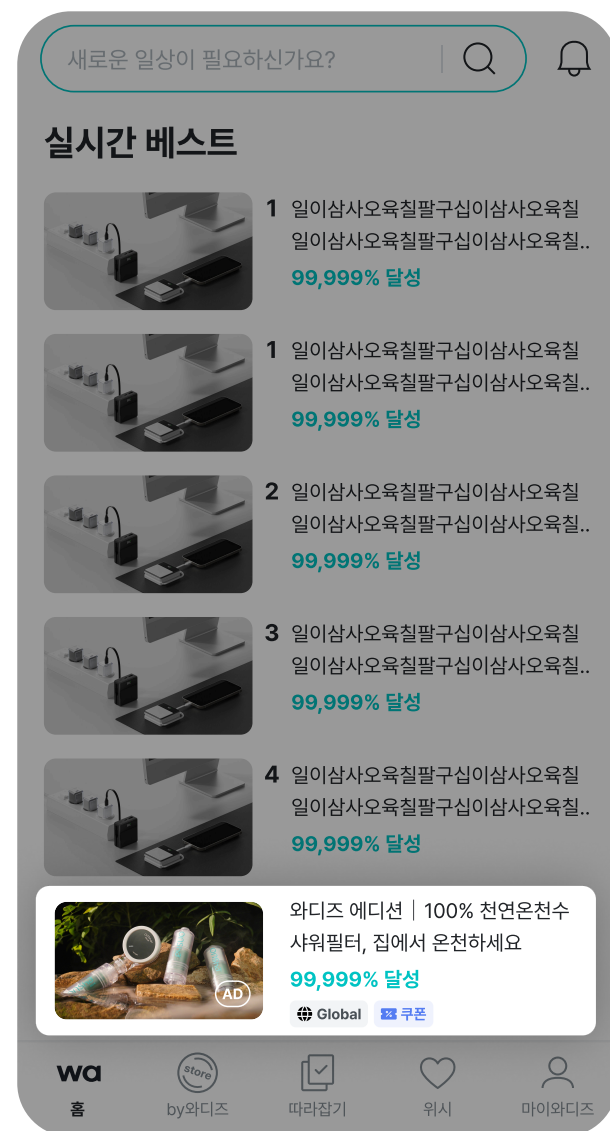 새로운 일상이 필요하신가요?
실시간 베스트
1 일이삼사오육칠팔구십이삼사오육칠
일이삼사오육칠팔구십이삼사오육칠..
99,999% 달성
1 일이삼사오육칠팔구십이삼사오육칠
일이삼사오육칠팔구십이삼사오육칠..
99,999% 달성
2 일이삼사오육칠팔구십이삼사오육칠
일이삼사오육칠팔구십이삼사오육칠..
99,999% 달성
3 일이삼사오육칠팔구십이삼사오육칠
일이삼사오육칠팔구십이삼사오육칠..
99,999% 달성
4 일이삼사오육칠팔구십이삼사오육칠
일이삼사오육칠팔구십이삼사오육칠..
99,999% 달성
와디즈 에디션｜100% 천연온천수
샤워필터, 집에서 온천하세요
99,999% 달성
AD
Global 쿠폰
wa store
홈 by와디즈 따라잡기 위시 마이와디즈